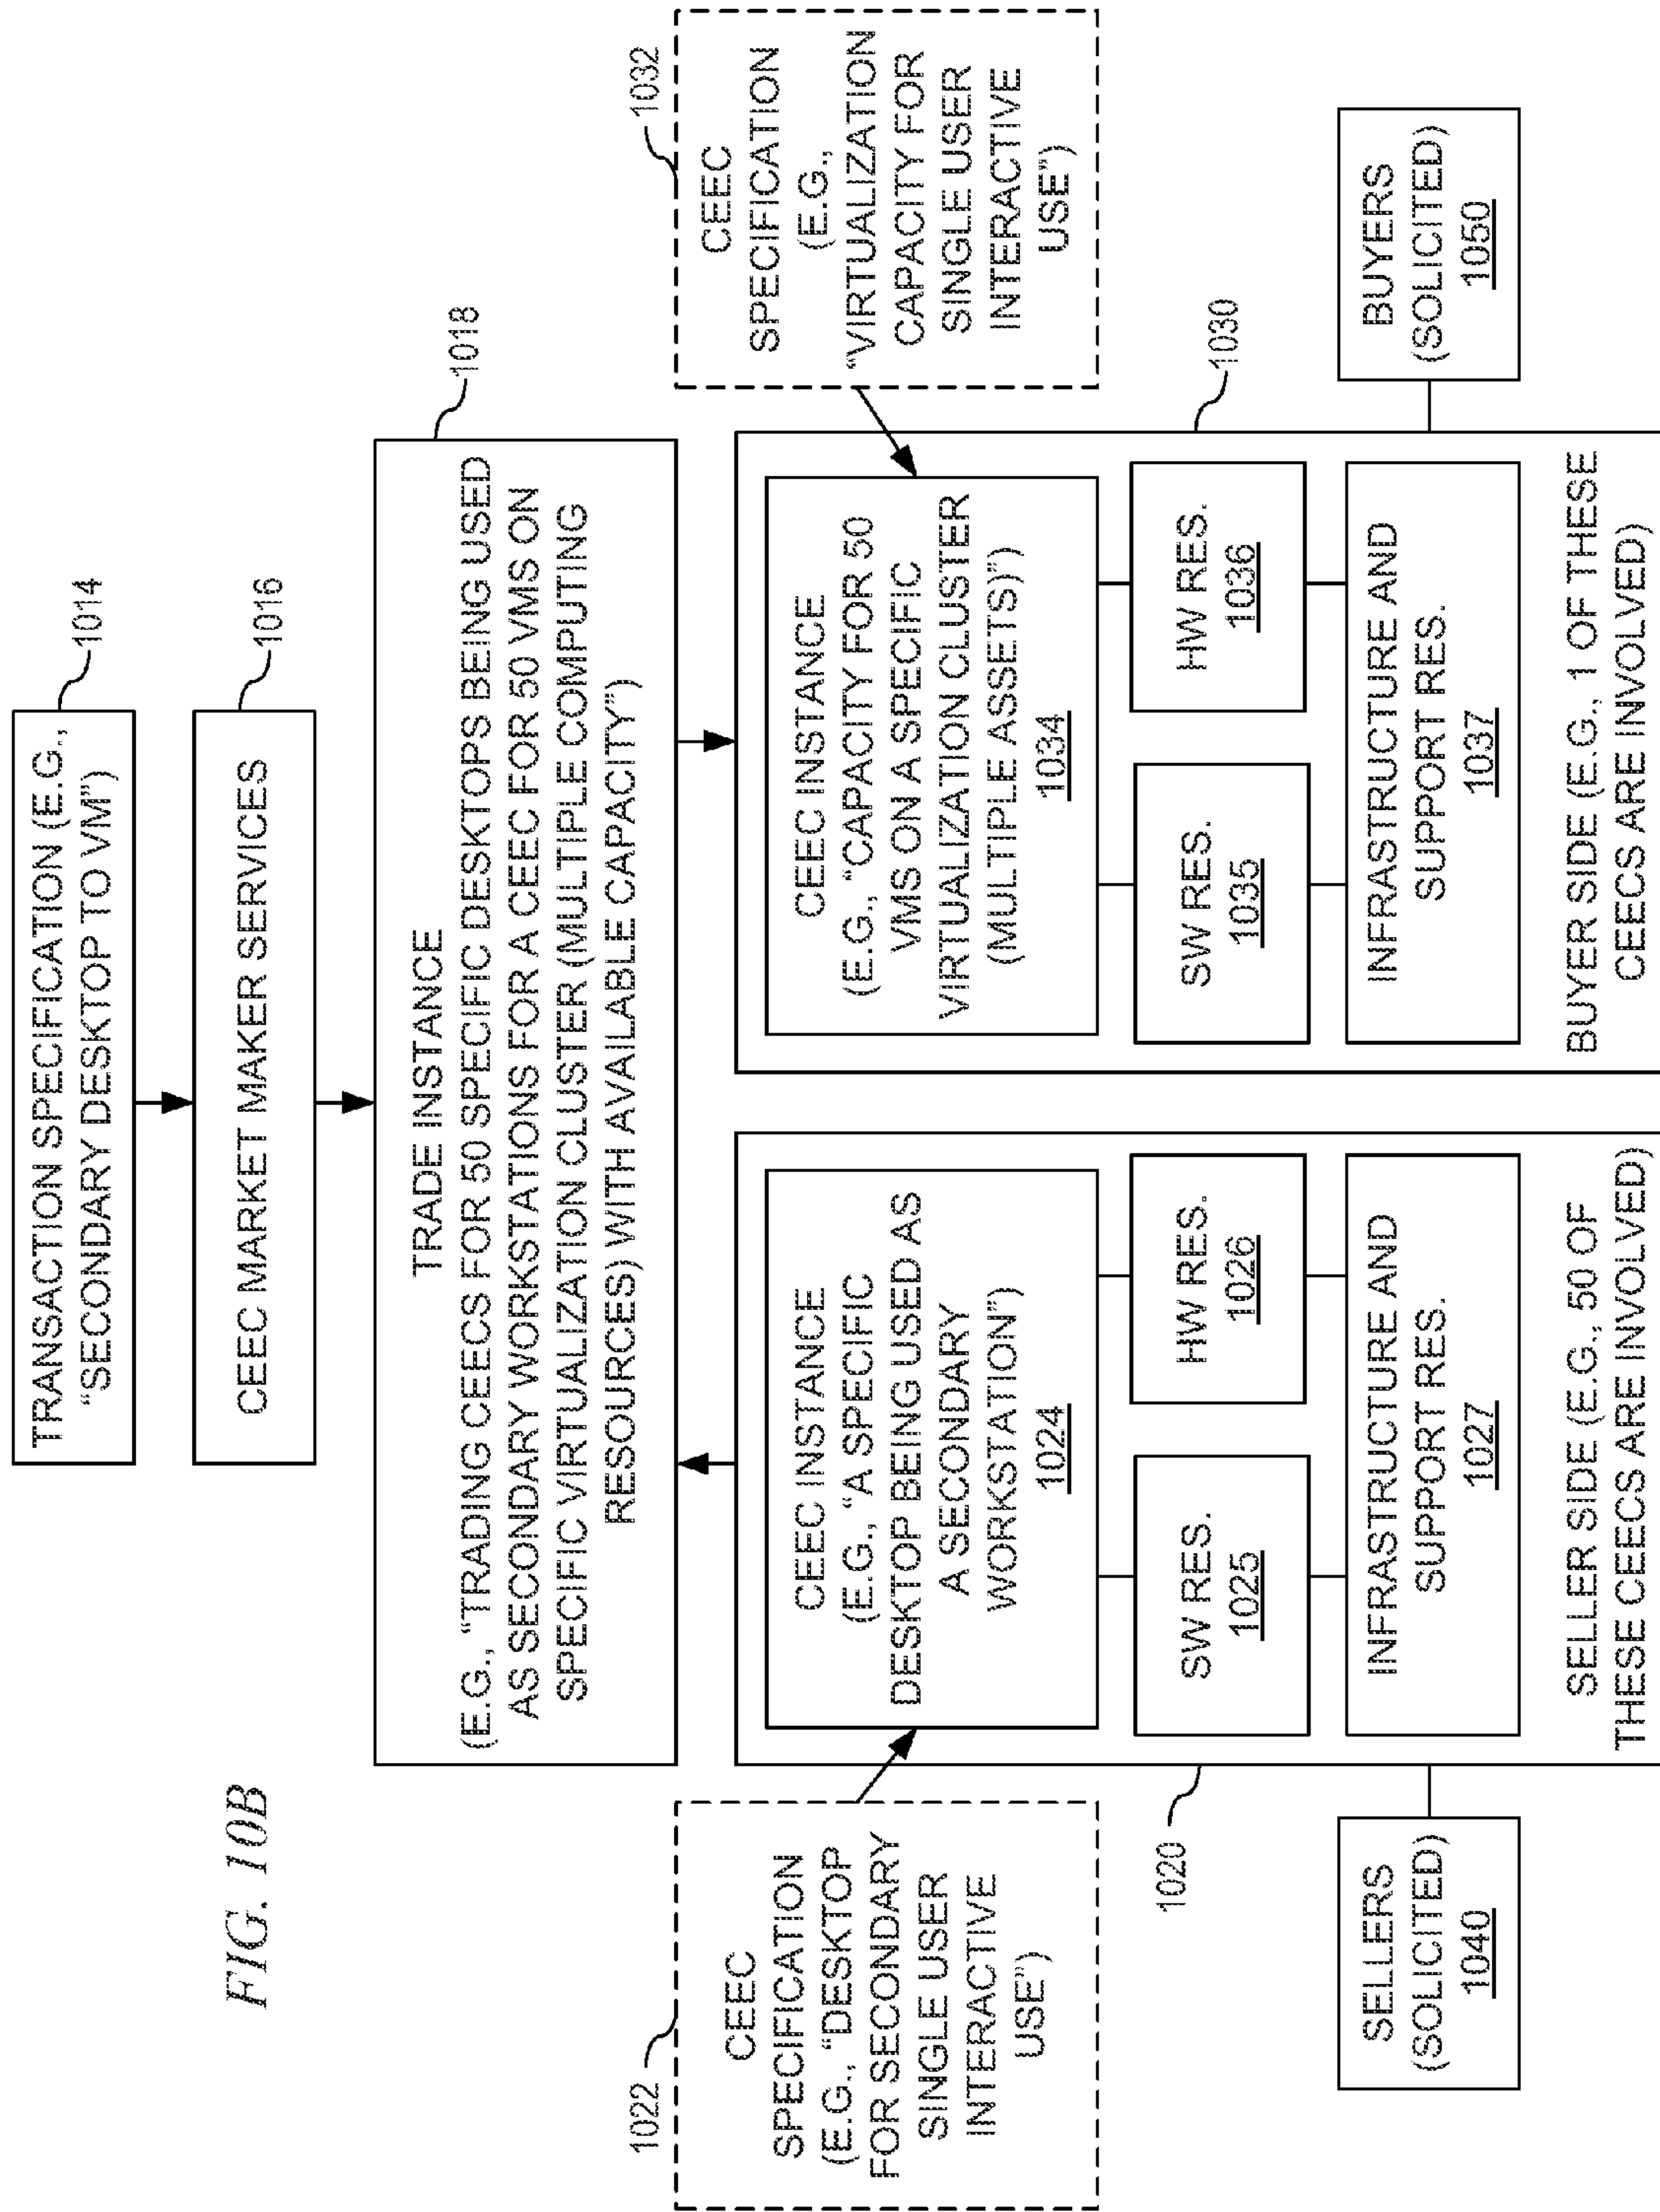 FIG. 10B
TRANSACTION SPECIFICATION (E.G.,
"SECONDARY DESKTOP TO VM")
1014
CEEC MARKET MAKER SERVICES
1016
TRADE INSTANCE
(E.G., "TRADING CEECS FOR 50 SPECIFIC DESKTOPS BEING USED
AS SECONDARY WORKSTATIONS FOR A CEEC FOR 50 VMS ON
SPECIFIC VIRTUALIZATION CLUSTER (MULTIPLE COMPUTING
RESOURCES) WITH AVAILABLE CAPACITY")
1018
1022
CEEC
SPECIFICATION
(E.G., "DESKTOP
FOR SECONDARY
SINGLE USER
INTERACTIVE
USE")
1020
CEEC INSTANCE
(E.G., "A SPECIFIC
DESKTOP BEING USED AS
A SECONDARY
WORKSTATION")
1024
SW RES.
1025
HW RES.
1026
INFRASTRUCTURE AND
SUPPORT RES.
1027
SELLER SIDE (E.G., 50 OF
THESE CEECS ARE INVOLVED)
SELLERS
(SOLICITED)
1040
CEEC INSTANCE
(E.G., "CAPACITY FOR 50
VMS ON A SPECIFIC
VIRTUALIZATION CLUSTER
(MULTIPLE ASSETS)")
1034
SW RES.
1035
HW RES.
1036
INFRASTRUCTURE AND
SUPPORT RES.
1037
BUYER SIDE (E.G., 1 OF THESE
CEECS ARE INVOLVED)
1030
1032
CEEC
SPECIFICATION
(E.G.,
"VIRTUALIZATION
CAPACITY FOR
SINGLE USER
INTERACTIVE
USE")
BUYERS
(SOLICITED)
1050